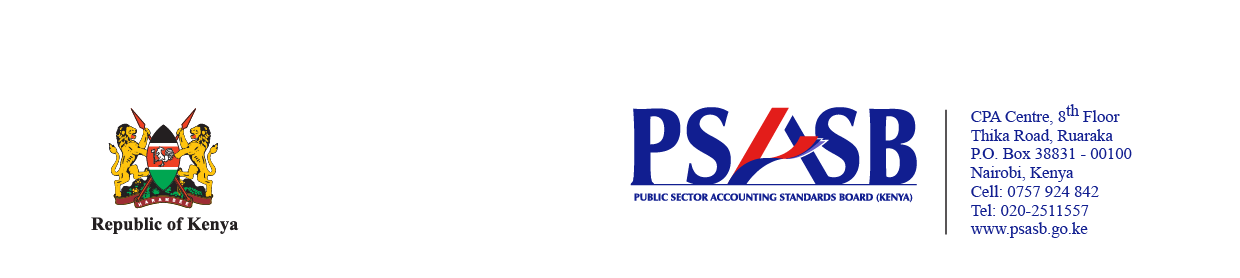 HARAMBEE
Republic of Kenya
PSASB
PUBLIC SECTOR ACCOUNTING STANDARDS BOARD (KENYA)
CPA Centre, 8th Floor
Thika Road, Ruaraka
P.O. Box 38831 - 00100
Nairobi, Kenya
Cell: 0757 924 842
Tel: 020-2511557
www.psasb.go.ke